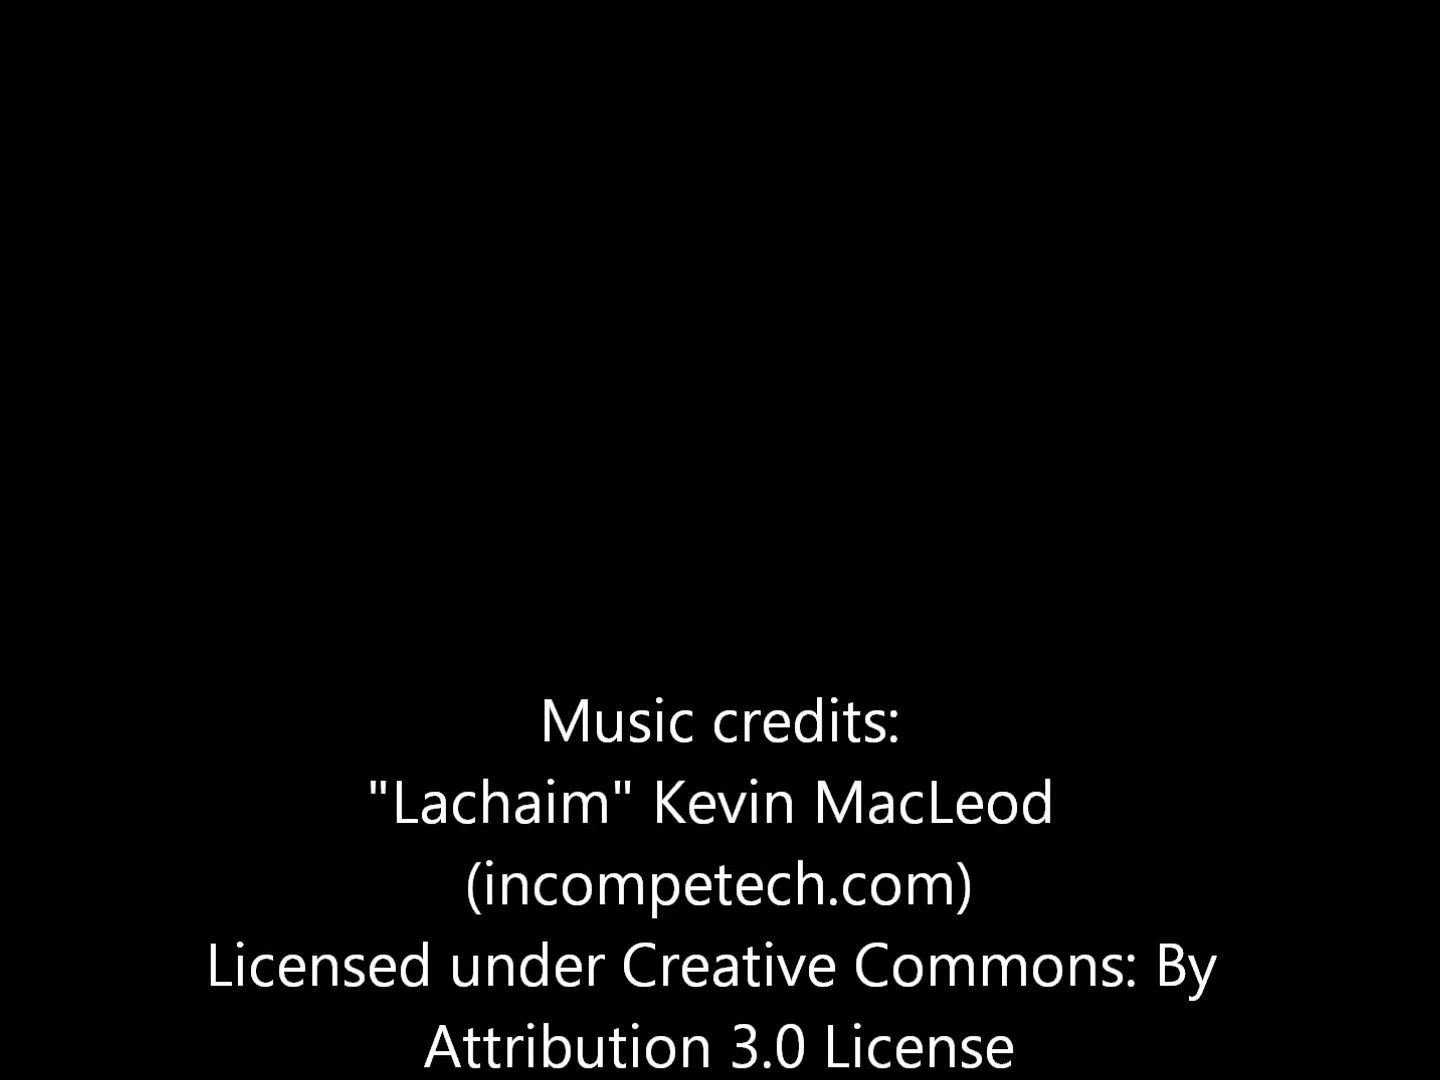 Music credits:
"Lachaim" Kevin MacLeod
(incompetech.com)
Licensed under Creative Commons: By
Attribution 3.0 License